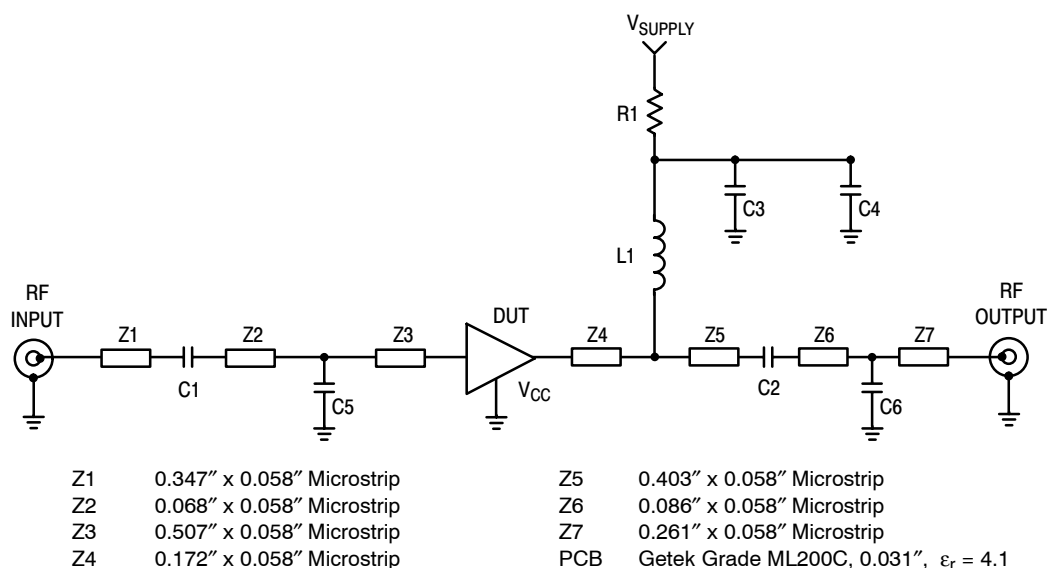 VSUPPLY
R1
C3
C4
L1
RF
INPUT
RF
OUTPUT
DUT
Z1
Z2
Z3
Z4
Z5
Z6
Z7
C1
C5
VCC
C2
C6
Z1 0.347″ x 0.058″ Microstrip
Z2 0.068″ x 0.058″ Microstrip
Z3 0.507″ x 0.058″ Microstrip
Z4 0.172″ x 0.058″ Microstrip
Z5 0.403″ x 0.058″ Microstrip
Z6 0.086″ x 0.058″ Microstrip
Z7 0.261″ x 0.058″ Microstrip
PCB Getek Grade ML200C, 0.031″, εr = 4.1